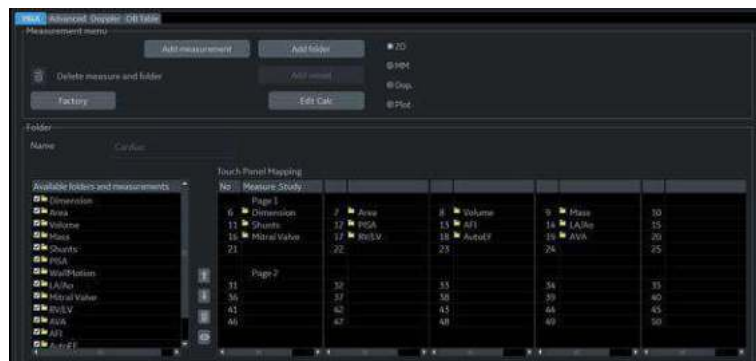 M&A Advanced Doppler OB Table
Measurement menu
Add measurement Add folder 2D
MM
Delete measure and folder Add vessel Dop.
Factory Edit Calc Plot
Folder
Name Cardiac
Touch Panel Mapping
Available folders and measurements No Measure Study
Dimension Page 1
Area 6 Dimension 7 Area 8 Volume 9 Mass 10
Volume 11 Shunts 12 PISA 13 AFI 14 LA/Ao 15
Mass 16 Mitral Valve 17 RV/LV 18 AutoEF 19 AVA 20
Shunts 21 22 23 24 25
PISA
WallMotion Page 2
LA/Ao 31 32 33 34 35
Mitral Valve 36 37 38 39 40
RV/LV 41 42 43 44 45
AVA 46 47 48 49 50
AFI
AutoEF